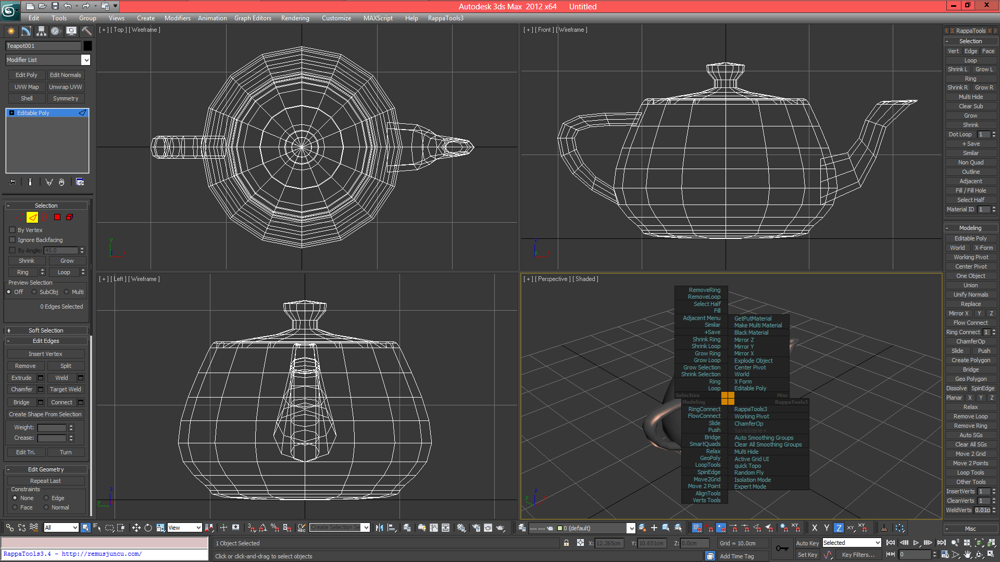 Autodesk 3ds Max 2012 x64 Untitled
Edit Tools Group Views Create Modifiers Animation Graph Editors Rendering Customize MAXScript Help RappaTools3
Teapot001
Modifier List
Edit Poly Edit Normals
UVW Map Unwrap UVW
Shell Symmetry
Editable Poly
- Selection
By Vertex
Ignore Backfacing
By Angle: 45.0
Shrink Grow
Ring Loop
Preview Selection
Off SubObj Multi
0 Edges Selected
+ Soft Selection
- Edit Edges
Insert Vertex
Remove Split
Extrude Weld
Chamfer Target Weld
Bridge Connect
Create Shape From Selection
Weight:
Crease:
Edit Tri. Turn
- Edit Geometry
Repeat Last
Constraints
None Edge
Face Normal
[ + ] [ Top ] [ Wireframe ]
y
z x
[ + ] [ Front ] [ Wireframe ]
z
y x
[ + ] [ Left ] [ Wireframe ]
z
y
[ + ] [ Perspective ] [ Shaded ]
z
y
RemoveRing
RemoveLoop
Select Half
Fill
Adjacent Menu
Similar
+Save
Shrink Ring
Shrink Loop
Grow Ring
Grow Loop
Grow Selection
Shrink Selection
Ring
Loop
Selection
GetPutMaterial
Make Multi Material
Black Material
Mirror Z
Mirror Y
Mirror X
Explode Object
Center Pivot
World
X Form
Editable Poly
Misc
Modeling
RingConnect
FlowConnect
Slide
Push
Bridge
SmartQuads
Relax
GeoPoly
LoopTools
SpinEdge
Move2Grid
Move 2 Point
AlignTools
Verts Tools
RappaTools3
RappaTools3
Working Pivot
ChamferOp
SaveScene+
Auto Smoothing Groups
Clear All Smoothing Groups
Multi Hide
Active Grid UI
quick Topo
Random Fly
Isolation Mode
Expert Mode
RappaTools
- Selection
Vert Edge Face
Loop
Shrink L Grow L
Ring
Shrink R Grow R
Multi Hide
Clear Sub
Grow
Shrink
Dot Loop 1
+ Save
Similar
Non Quad
Outline
Adjacent
Fill / Fill Hole
Select Half
Material ID 1
- Modeling
Editable Poly
World X-Form
Working Pivot
Center Pivot
One Object
Union
Unify Normals
Replace
Mirror X Y Z
Flow Connect
Ring Connect 1
ChamferOp
Slide Push
Create Polygon
Bridge
Geo Polygon
Dissolve SpinEdge
Planar X Y Z
Relax
Remove Loop
Remove Ring
Auto SGs
Clear All SGs
Move 2 Grid
Move 2 Points
Loop Tools
Other Tools
InsertVerts 1
CleanVerts 1
WeldVerts 0.01c
- Misc
All View Create Selection Se 0 (default) X Y Z XY XY
1 Object Selected X: 12.265cm Y: 10.651cm Z: 0.0cm Grid = 10.0cm Auto Key Selected
RappaTools3.4 - http://remusjuncu.com/
Click or click-and-drag to select objects Add Time Tag Set Key Key Filters... 0